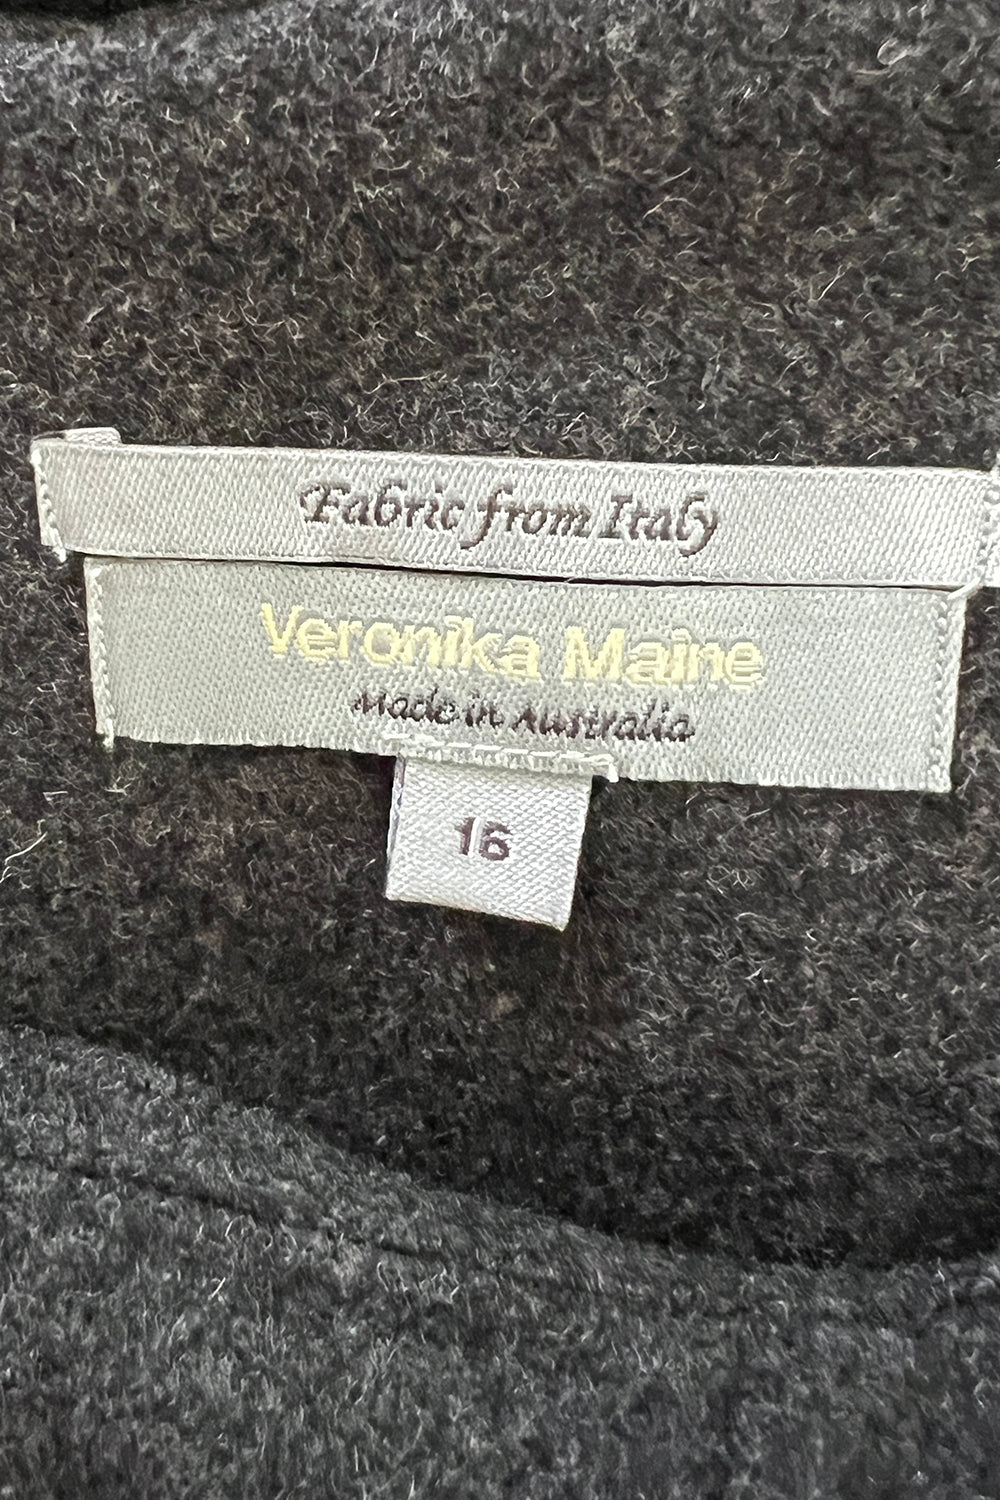 Fabric from Italy
Veronika Maine
Made in Australia
16